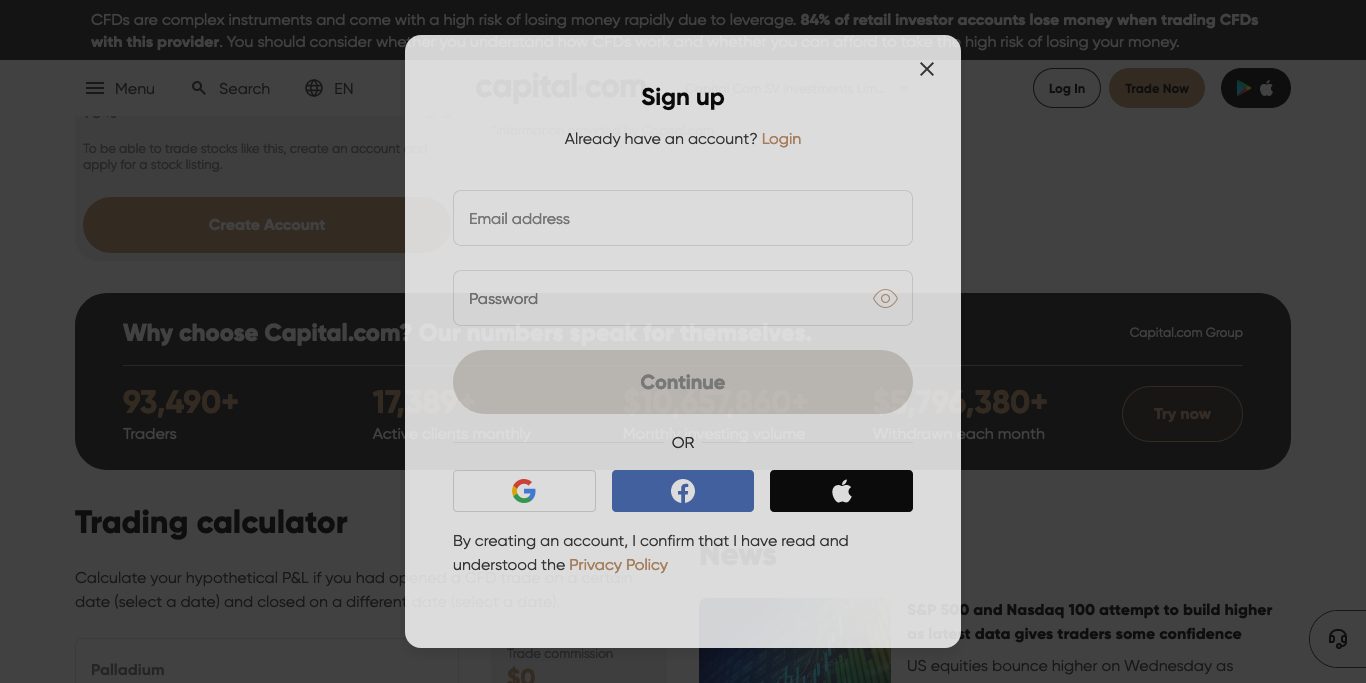 CFDs are complex instruments and come with a high risk of losing money rapidly due to leverage. 84% of retail investor accounts lose money when trading CFDs
with this provider. You should consider whether you understand how CFDs work and whether you can afford to take the high risk of losing your money.
Menu
Search
EN
capital.com
Log In
Trade Now
To be able to trade stocks like this, create an account and
apply for a stock listing.
Create Account
Sign up
Already have an account? Login
Email address
Password
Continue
OR
By creating an account, I confirm that I have read and
understood the Privacy Policy
Why choose Capital.com? Our numbers speak for themselves.
Capital.com Group
93,490+
Traders
17,389+
Active clients monthly
$10,657,860+
Monthly investing volume
$5,796,380+
Withdrawn each month
Try now
Trading calculator
Calculate your hypothetical P&L if you had opened a CFD trade on a certain
date (select a date) and closed on a different date (select a date)
Palladium
Trade commission
$0
News
S&P 500 and Nasdaq 100 attempt to build higher
as latest data gives traders some confidence
US equities bounce higher on Wednesday as